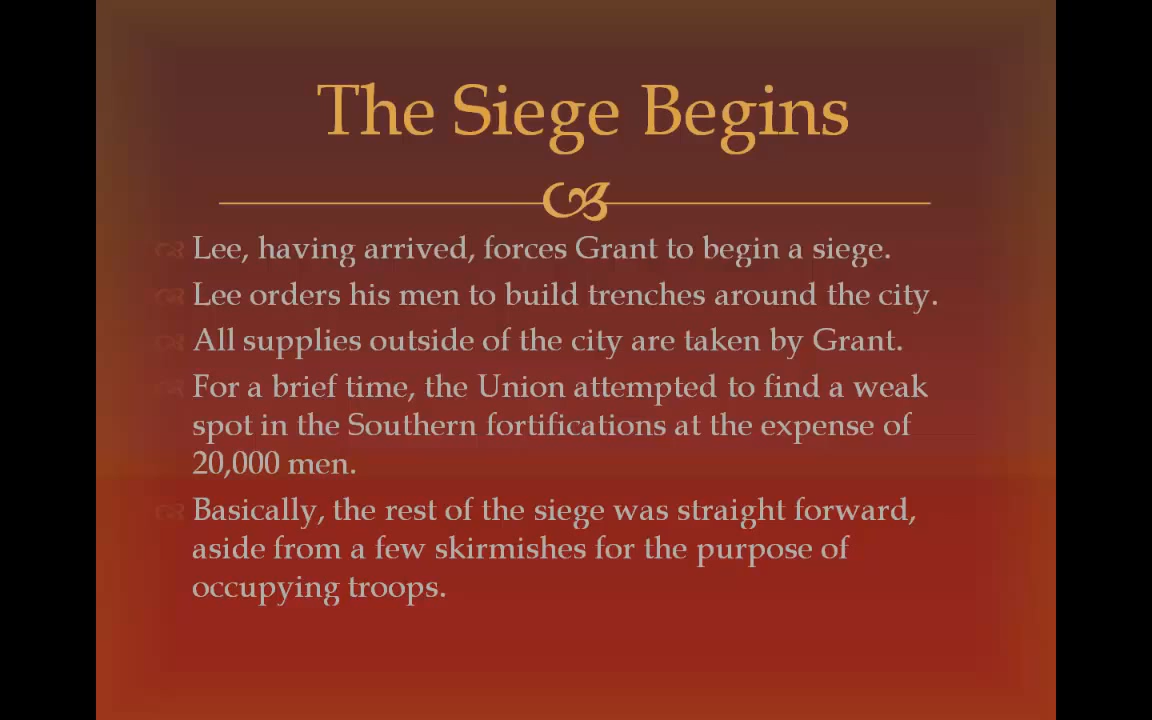 The Siege Begins
Lee, having arrived, forces Grant to begin a siege.
Lee orders his men to build trenches around the city.
All supplies outside of the city are taken by Grant.
For a brief time, the Union attempted to find a weak
spot in the Southern fortifications at the expense of
20,000 men.
Basically, the rest of the siege was straight forward,
aside from a few skirmishes for the purpose of
occupying troops.